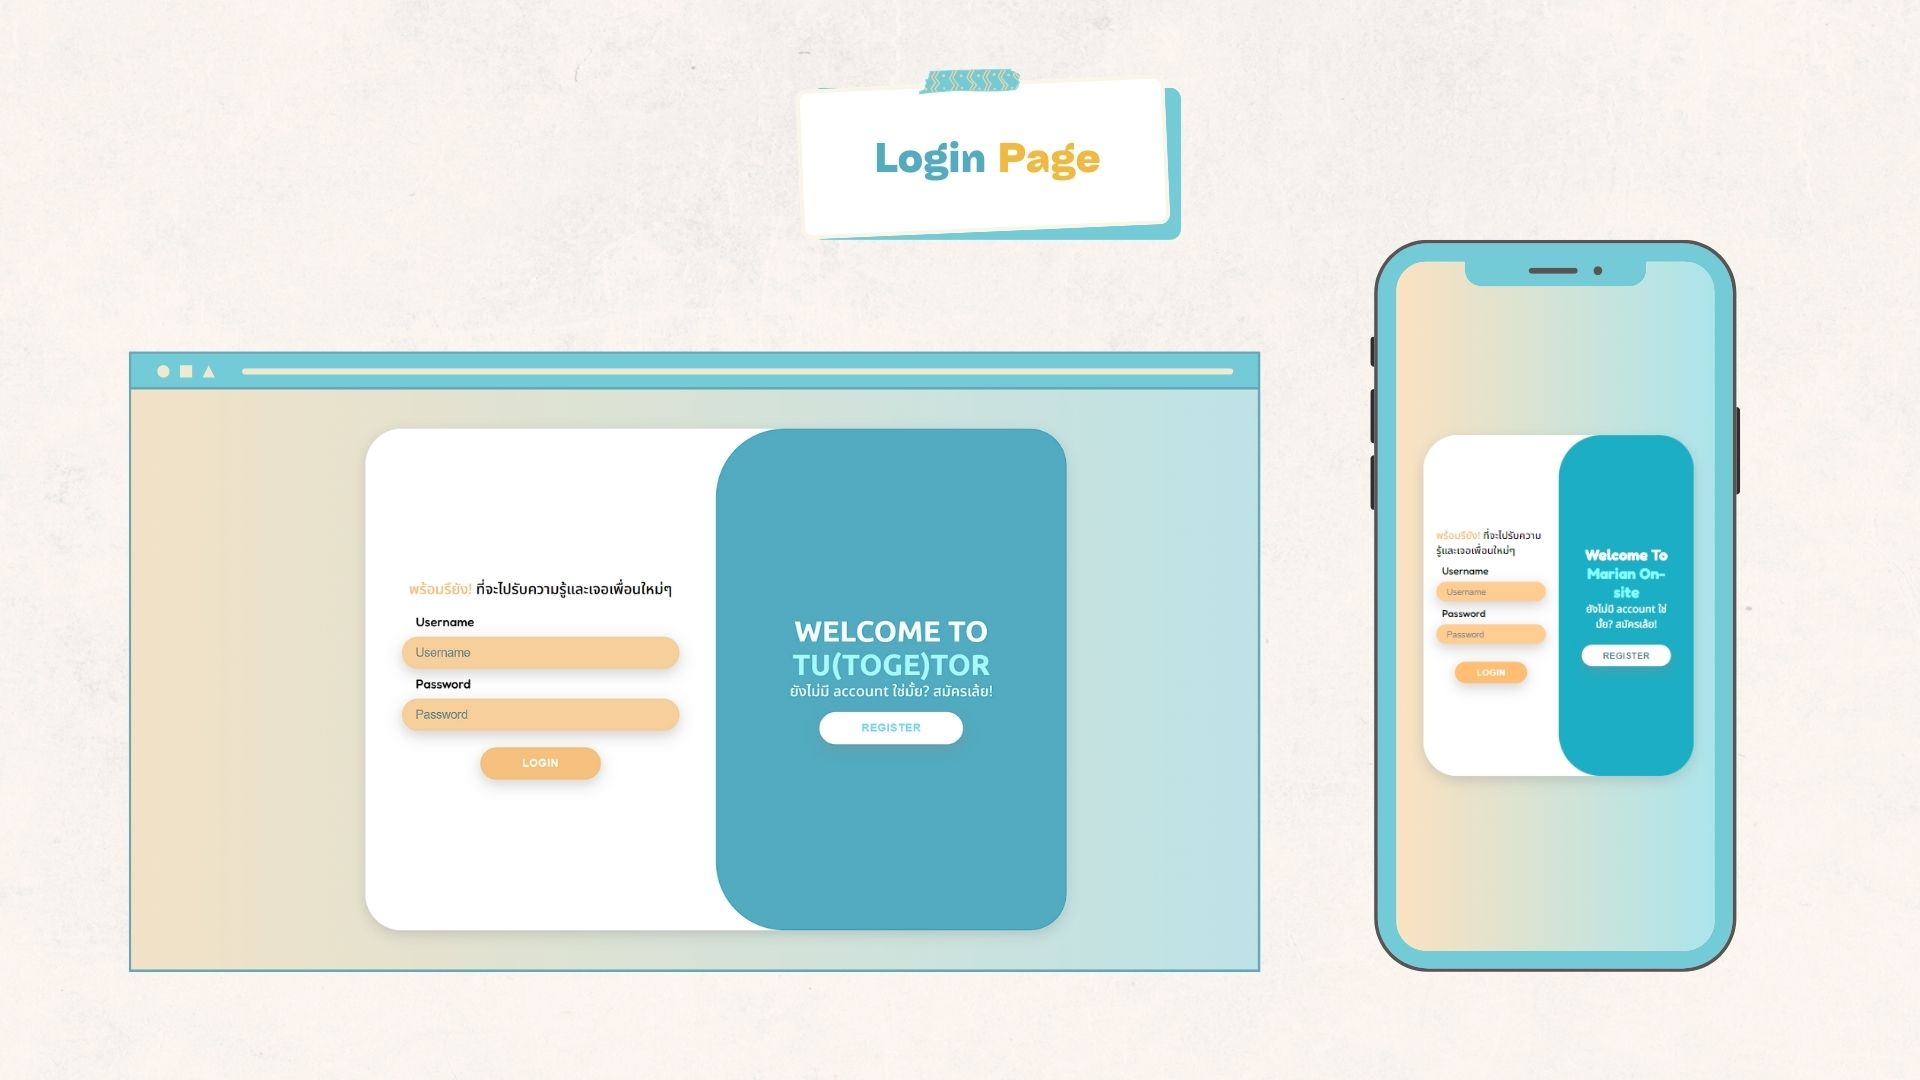 Login Page
พร้อมรึยัง! ที่จะไปรับความรู้และเจอเพื่อนใหม่ๆ
Username
Username
Password
Password
LOGIN
WELCOME TO
TU(TOGE)TOR
ยังไม่มี account ใช่มั้ย? สมัครเล้ย!
REGISTER
พร้อมรึยัง! ที่จะไปรับความ
รู้และเจอเพื่อนใหม่ๆ
Username
Username
Password
Password
LOGIN
Welcome To
Marian On-
site
ยังไม่มี account ใช่
มั้ย? สมัครเล้ย!
REGISTER